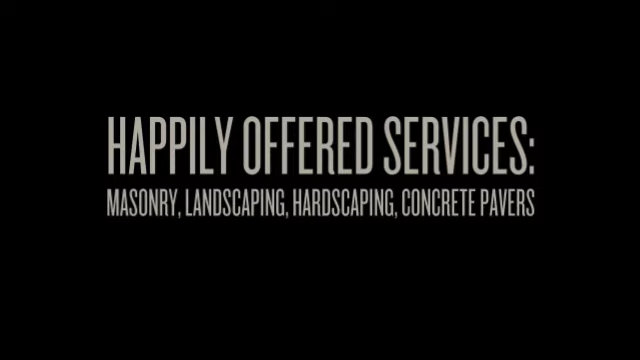 HAPPILY OFFERED SERVICES:
MASONRY, LANDSCAPING, HARDSCAPING, CONCRETE PAVERS